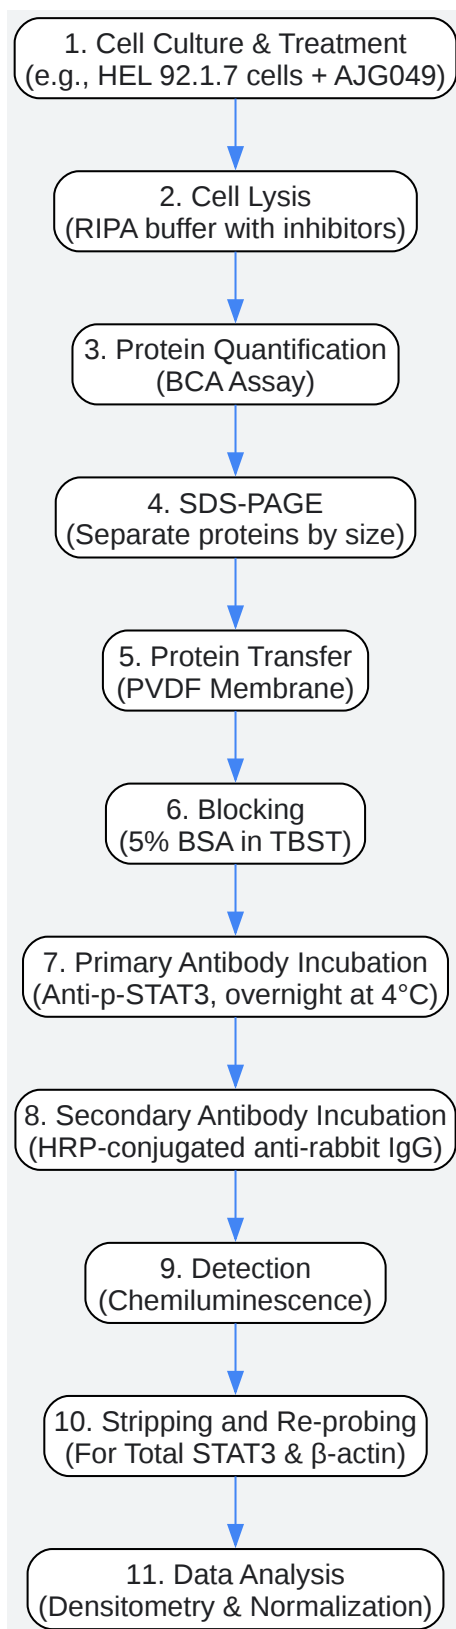 1. Cell Culture & Treatment
(e.g., HEL 92.1.7 cells + AJG049)
2. Cell Lysis
(RIPA buffer with inhibitors)
3. Protein Quantification
(BCA Assay)
4. SDS-PAGE
(Separate proteins by size)
5. Protein Transfer
(PVDF Membrane)
6. Blocking
(5% BSA in TBST)
7. Primary Antibody Incubation
(Anti-p-STAT3, overnight at 4°C)
8. Secondary Antibody Incubation
(HRP-conjugated anti-rabbit IgG)
9. Detection
(Chemiluminescence)
10. Stripping and Re-probing
(For Total STAT3 & β-actin)
11. Data Analysis
(Densitometry & Normalization)